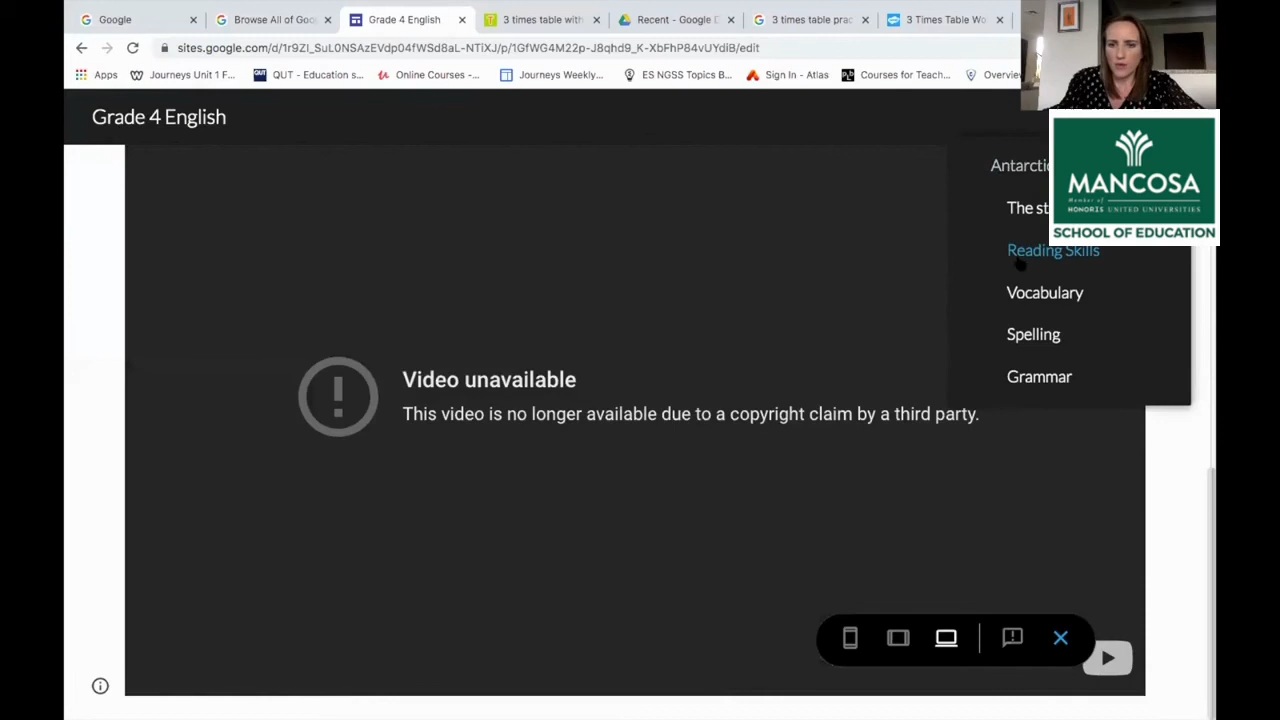 Google
Browse All of Goo
Grade 4 English
3 times table with
Recent - Google D
3 times table prac
3 Times Table Wo
sites.google.com/d/1r9ZI_SuL0NSAzEVdp04fWSd8aL-NTiXJ/p/1GfWG4M22p-J8qhd9_K-XbFhP84vUYdiB/edit
Apps
Journeys Unit 1 F...
QUT - Education s...
Online Courses -...
Journeys Weekly...
ES NGSS Topics B...
Sign In - Atlas
Courses for Teach...
Overview
Grade 4 English
Antarctic
The st
Reading Skills
Vocabulary
Spelling
Grammar
MANCOSA
Member of
HONORIS UNITED UNIVERSITIES
SCHOOL OF EDUCATION
Video unavailable
This video is no longer available due to a copyright claim by a third party.